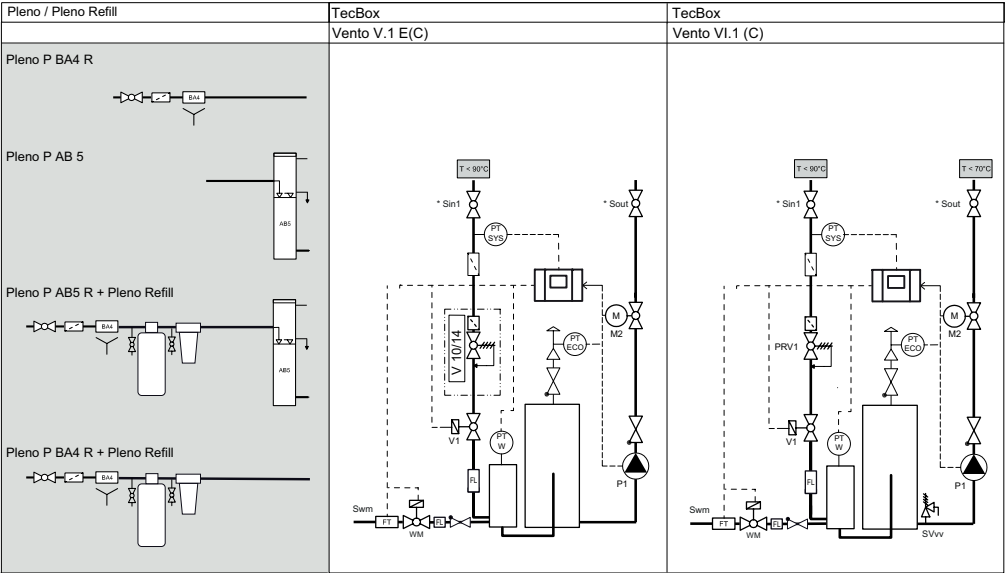 Pleno / Pleno Refill
TecBox
TecBox
Vento V.1 E(C)
Vento VI.1 (C)
Pleno P BA4 R
BA4
Pleno P AB 5
AB5
Pleno P AB5 R + Pleno Refill
BA4
AB5
Pleno P BA4 R + Pleno Refill
BA4
T < 90°C
* Sin1
* Sout
PT
SYS
M
M2
V 10/14
PT
ECO
V1
PT
W
FL
P1
Swm
FT
FL
WM
T < 90°C
T < 70°C
* Sin1
* Sout
PT
SYS
M
M2
PRV1
PT
ECO
V1
PT
W
FL
P1
Swm
FT
FL
WM
SVvv